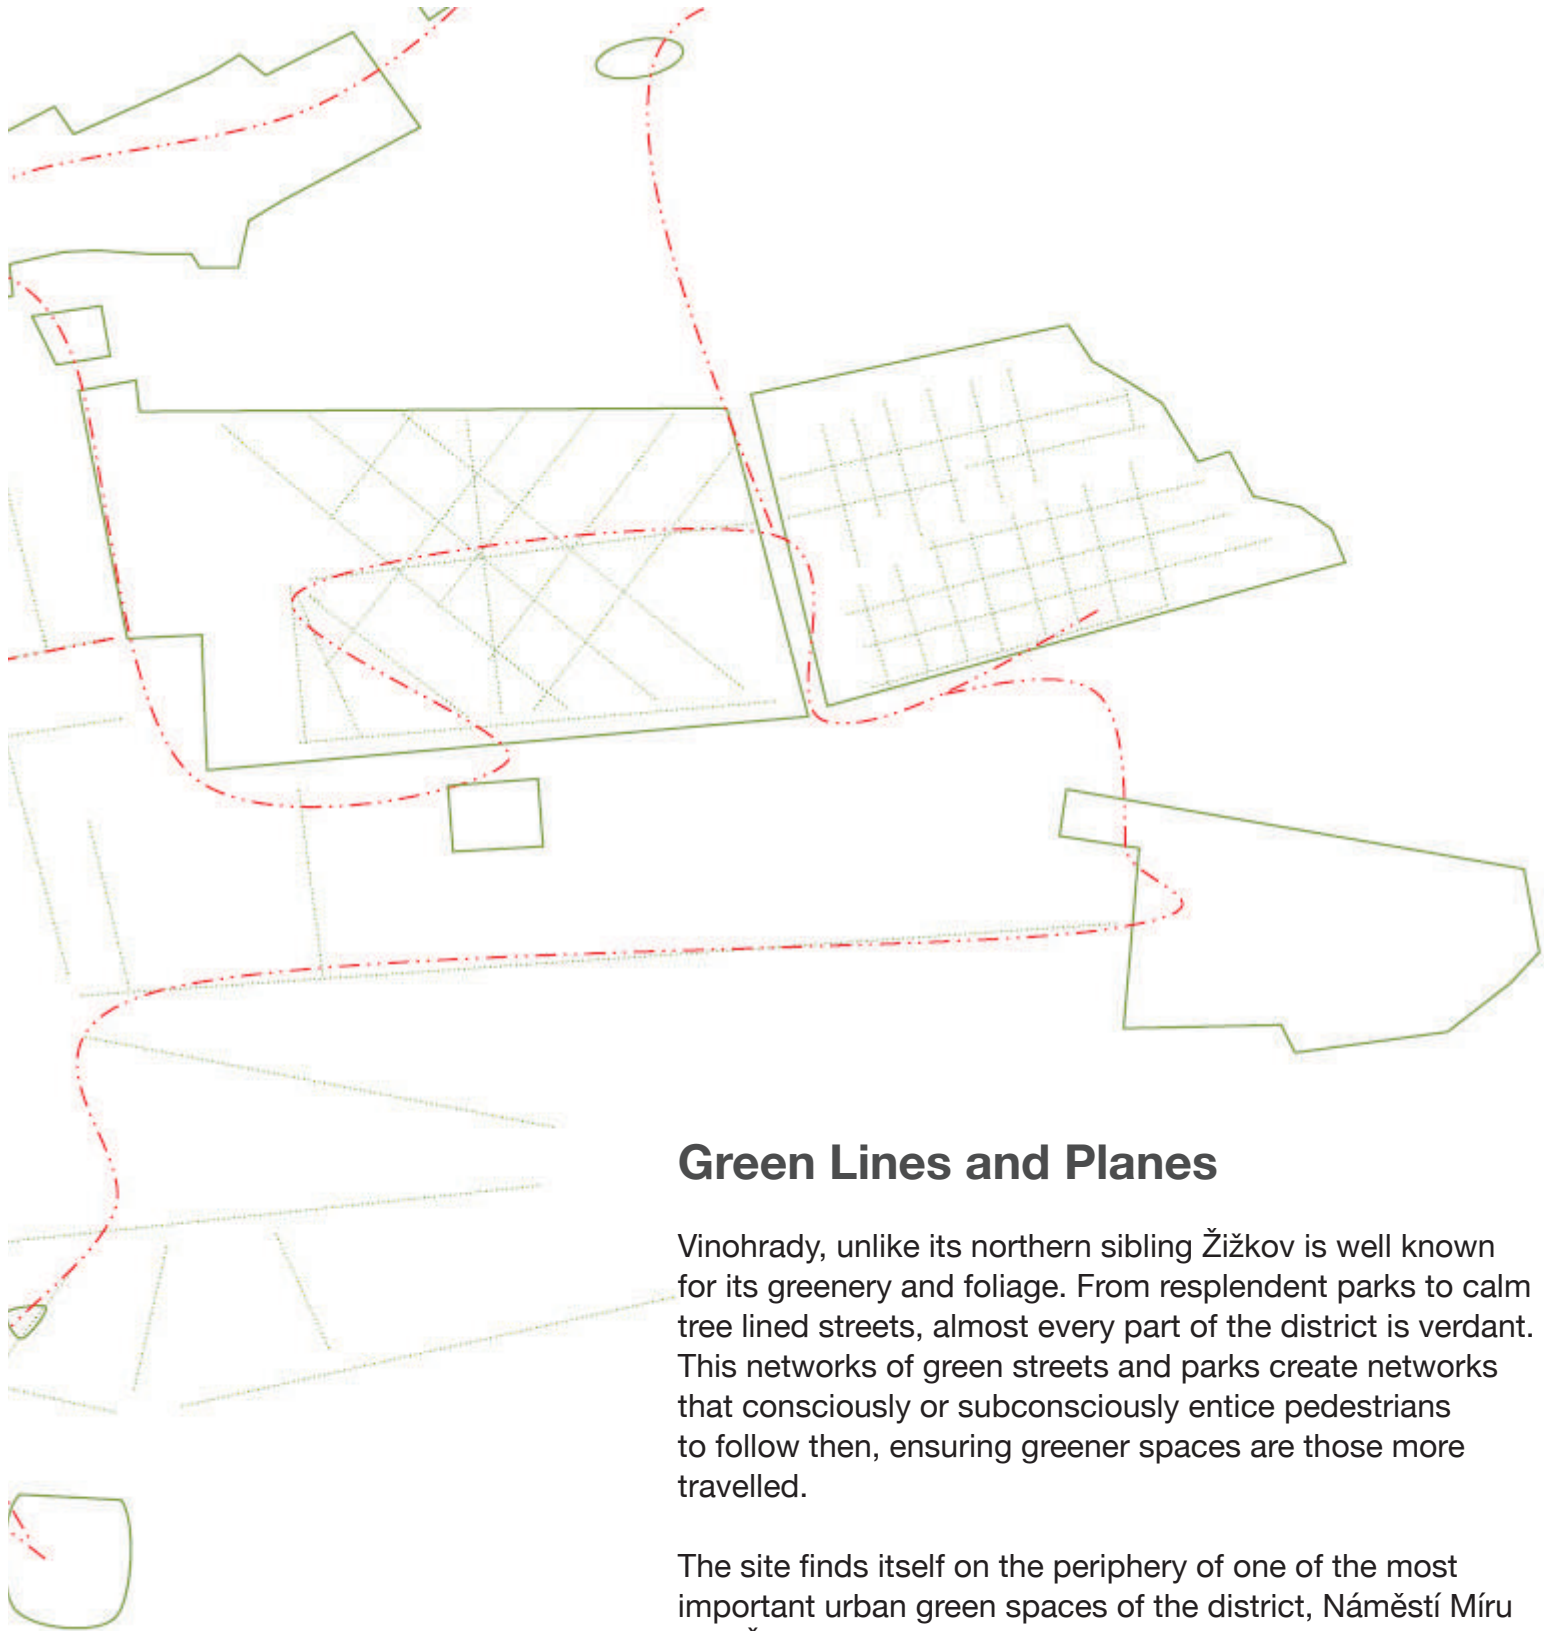 Green Lines and Planes
Vinohrady, unlike its northern sibling Žižkov is well known
for its greenery and foliage. From resplendent parks to calm
tree lined streets, almost every part of the district is verdant.
This networks of green streets and parks create networks
that consciously or subconsciously entice pedestrians
to follow then, ensuring greener spaces are those more
travelled.
The site finds itself on the periphery of one of the most
important urban green spaces of the district, Náměstí Míru